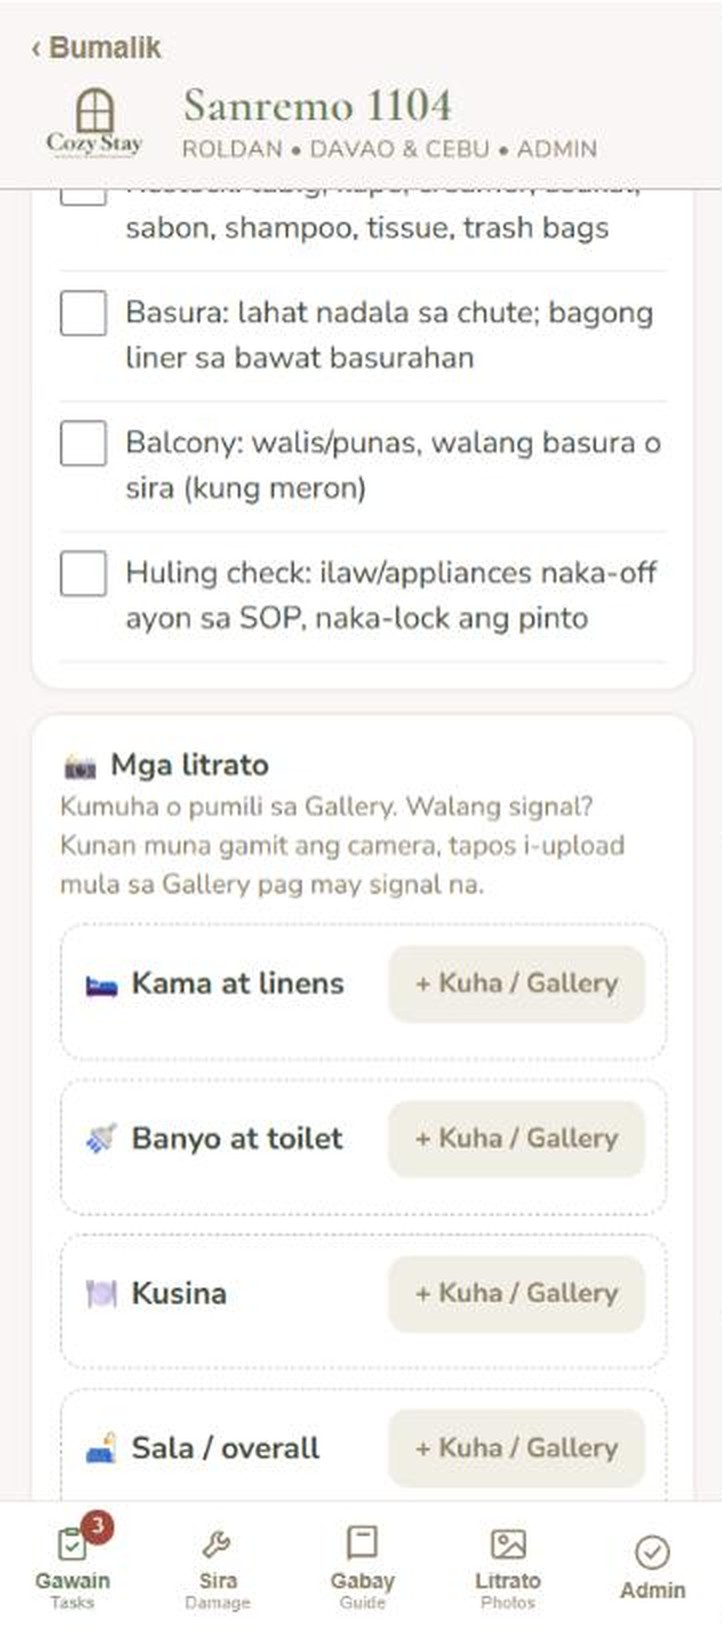 ‹ Bumalik
Cozy Stay
Sanremo 1104
ROLDAN • DAVAO & CEBU • ADMIN
sabon, shampoo, tissue, trash bags
Basura: lahat nadala sa chute; bagong
liner sa bawat basurahan
Balcony: walis/punas, walang basura o
sira (kung meron)
Huling check: ilaw/appliances naka-off
ayon sa SOP, naka-lock ang pinto
Mga litrato
Kumuha o pumili sa Gallery. Walang signal?
Kunan muna gamit ang camera, tapos i-upload
mula sa Gallery pag may signal na.
Kama at linens
+ Kuha / Gallery
Banyo at toilet
+ Kuha / Gallery
Kusina
+ Kuha / Gallery
Sala / overall
+ Kuha / Gallery
3
Gawain
Tasks
Sira
Damage
Gabay
Guide
Litrato
Photos
Admin